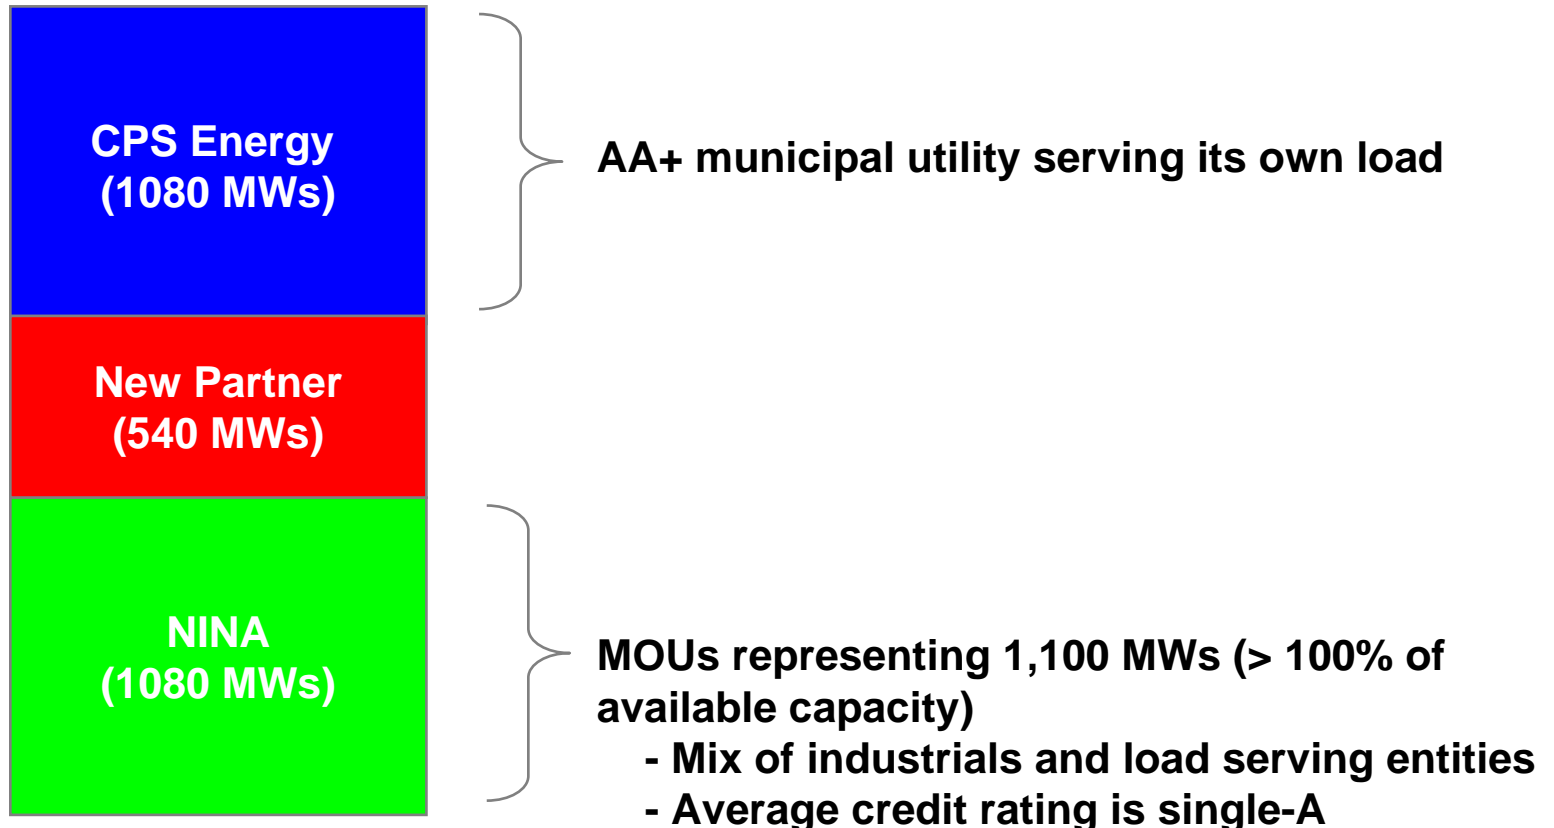 CPS Energy
(1080 MWs)
AA+ municipal utility serving its own load
New Partner
(540 MWs)
NINA
(1080 MWs)
MOUs representing 1,100 MWs (> 100% of
available capacity)
- Mix of industrials and load serving entities
- Average credit rating is single-A